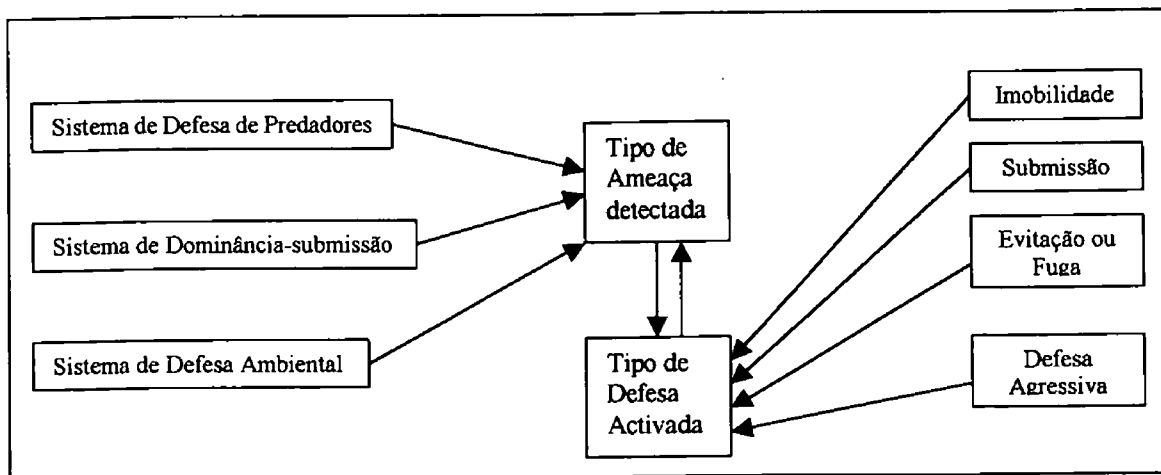 Sistema de Defesa de Predadores
Sistema de Dominância-submissão
Sistema de Defesa Ambiental
Tipo de
Ameaça
detectada
Tipo de
Defesa
Activada
Imobilidade
Submissão
Evitação ou
Fuga
Defesa
Agressiva